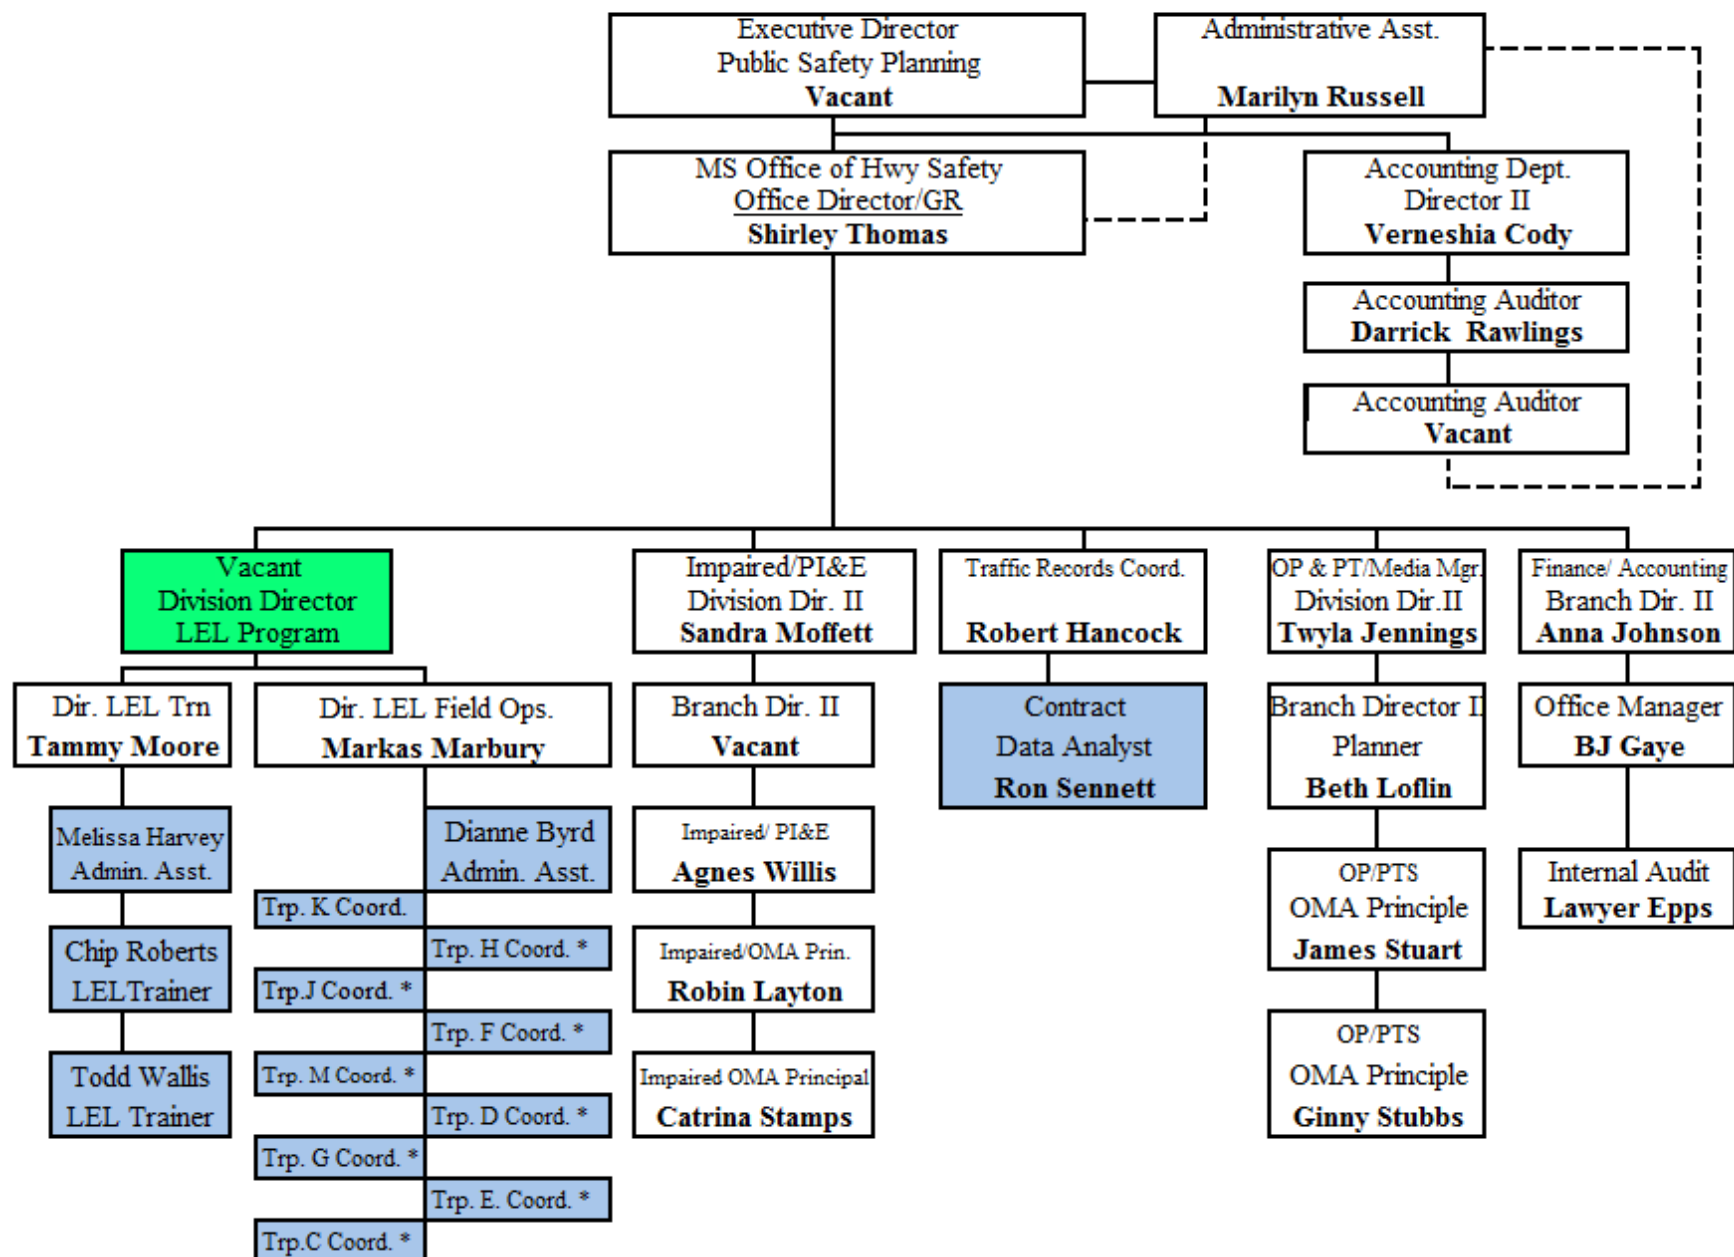 Executive Director
Public Safety Planning
Vacant
Administrative Asst.
Marilyn Russell
MS Office of Hwy Safety
Office Director/GR
Shirley Thomas
Accounting Dept.
Director II
Verneshia Cody
Accounting Auditor
Darrick Rawlings
Accounting Auditor
Vacant
Vacant
Division Director
LEL Program
Impaired/PI&E
Division Dir. II
Sandra Moffett
Traffic Records Coord.
Robert Hancock
OP & PT/Media Mgr.
Division Dir.II
Twyla Jennings
Finance/ Accounting
Branch Dir. II
Anna Johnson
Dir. LEL Trn
Tammy Moore
Dir. LEL Field Ops.
Markas Marbury
Branch Dir. II
Vacant
Contract
Data Analyst
Ron Sennett
Branch Director II
Planner
Beth Loflin
Office Manager
BJ Gaye
Melissa Harvey
Admin. Asst.
Dianne Byrd
Admin. Asst.
Impaired/ PI&E
Agnes Willis
OP/PTS
OMA Principle
James Stuart
Internal Audit
Lawyer Epps
Trp. K Coord.
Chip Roberts
LELTrainer
Trp. H Coord. *
Trp.J Coord. *
Impaired/OMA Prin.
Robin Layton
Trp. F Coord. *
OP/PTS
OMA Principle
Ginny Stubbs
Todd Wallis
LEL Trainer
Trp. M Coord. *
Trp. D Coord. *
Impaired OMA Principal
Catrina Stamps
Trp. G Coord. *
Trp. E. Coord. *
Trp.C Coord. *